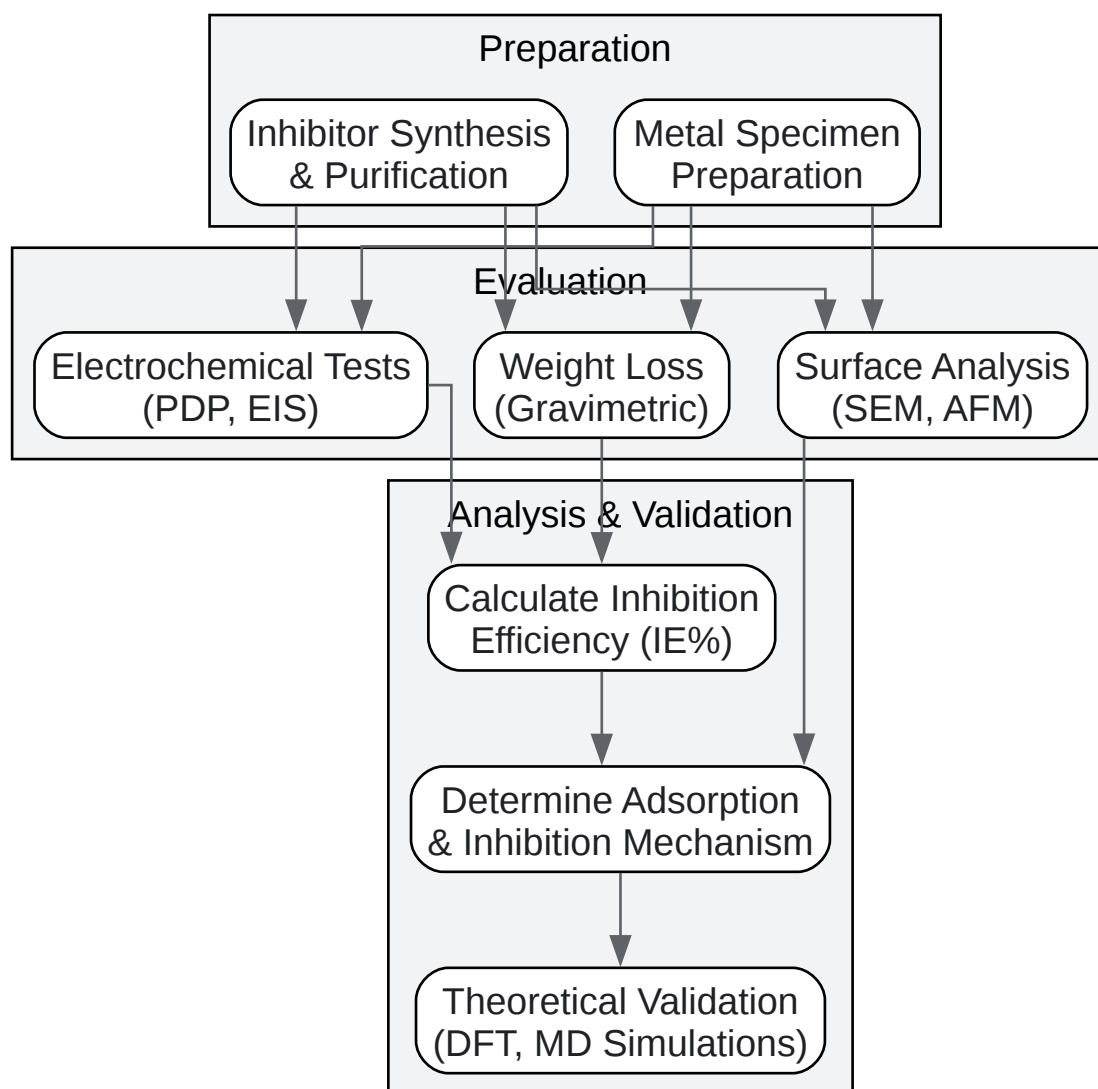 Preparation
Inhibitor Synthesis
& Purification
Metal Specimen
Preparation
Evaluation
Electrochemical Tests
(PDP, EIS)
Weight Loss
(Gravimetric)
Surface Analysis
(SEM, AFM)
Analysis & Validation
Calculate Inhibition
Efficiency (IE%)
Determine Adsorption
& Inhibition Mechanism
Theoretical Validation
(DFT, MD Simulations)